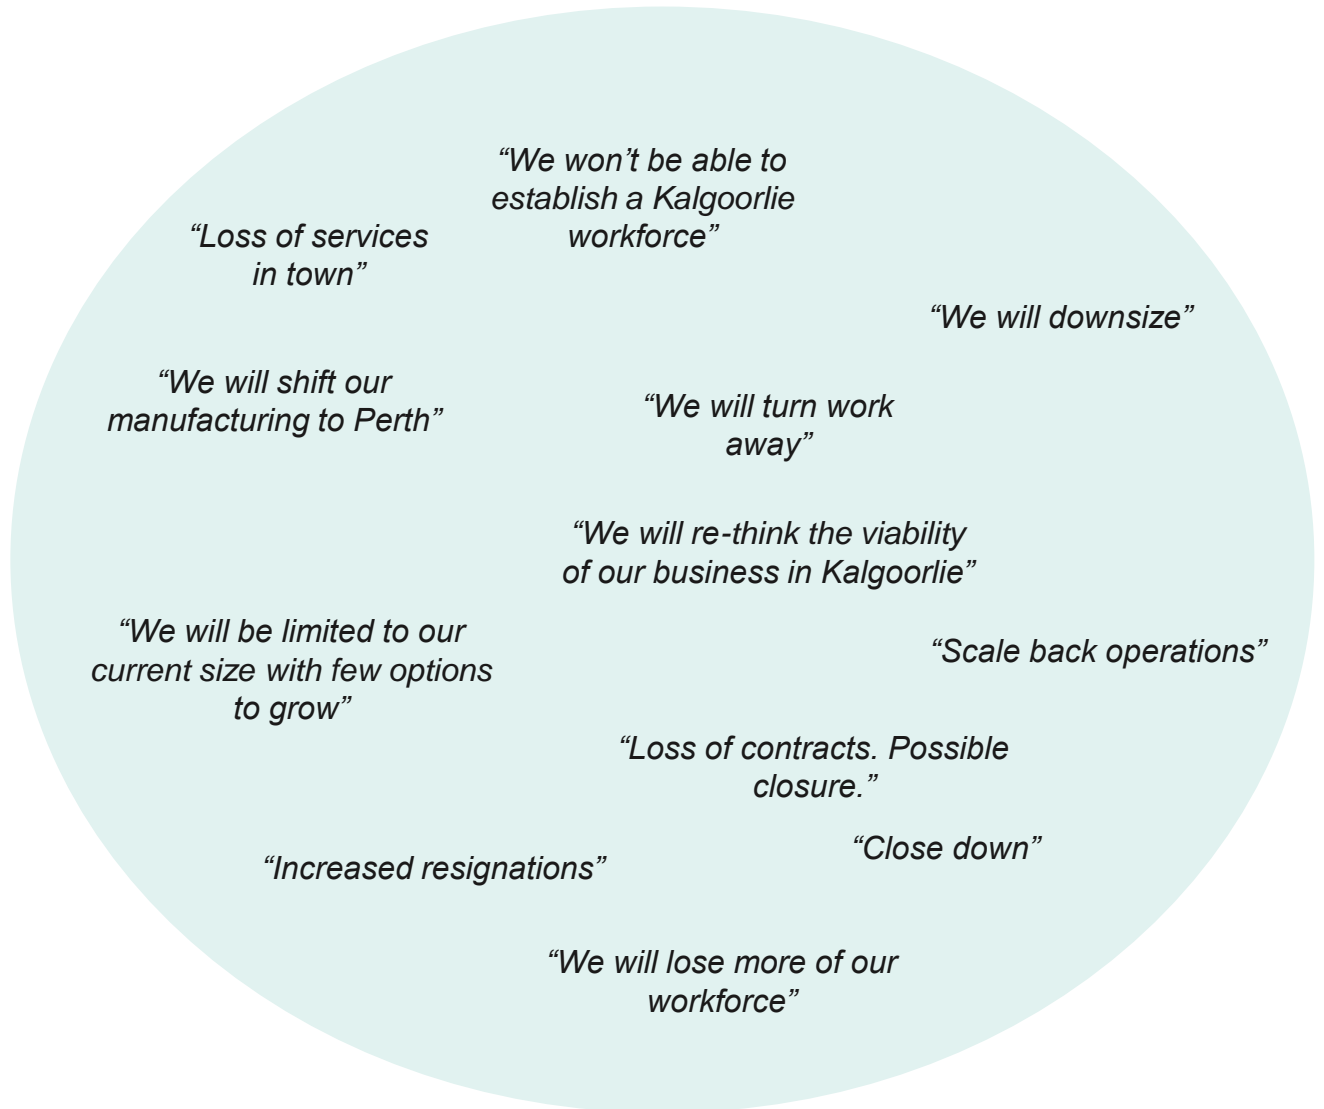 “We won’t be able to
establish a Kalgoorlie
workforce”
“Loss of services
in town”
“We will downsize”
“We will shift our
manufacturing to Perth”
“We will turn work
away”
“We will re-think the viability
of our business in Kalgoorlie”
“We will be limited to our
current size with few options
to grow”
“Scale back operations”
“Loss of contracts. Possible
closure.”
“Close down”
“Increased resignations”
“We will lose more of our
workforce”